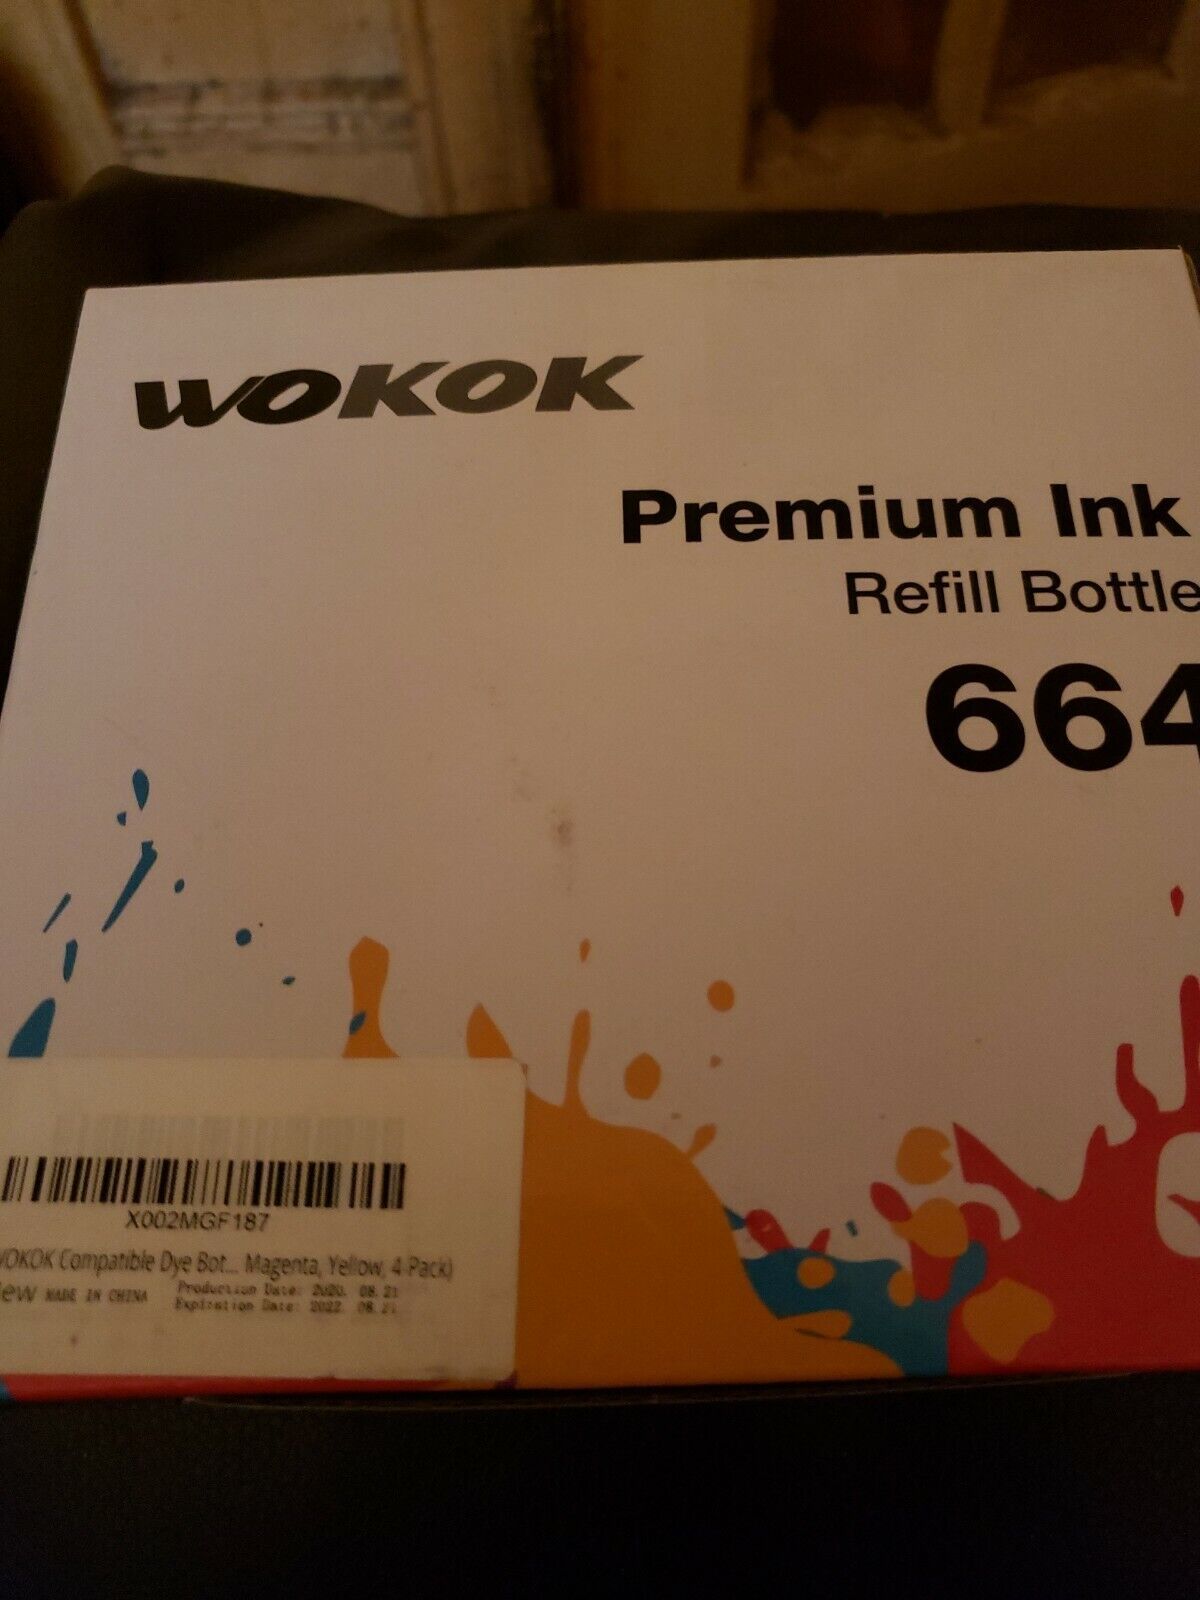 WOKOK
Premium Ink
Refill Bottle
664
X002MGF187
WOKOK Compatible Dye Bot... Magenta, Yellow, 4-Pack)
ew MADE IN CHINA
Production Date: 2020. 08. 21
Expiration Date: 2022. 08. 21